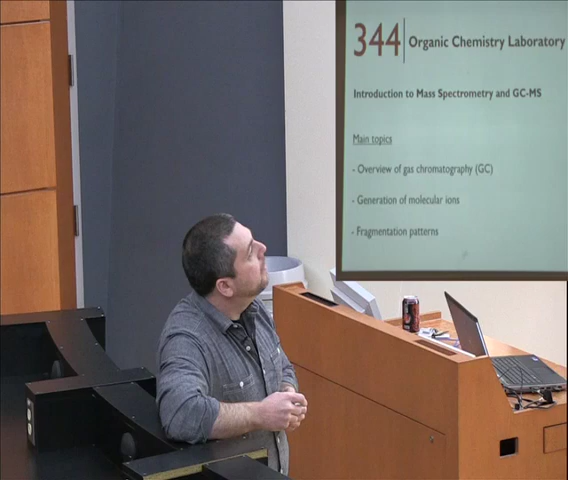 344 Organic Chemistry Laboratory
Introduction to Mass Spectrometry and GC-MS
Main topics
- Overview of gas chromatography (GC)
- Generation of molecular ions
- Fragmentation patterns